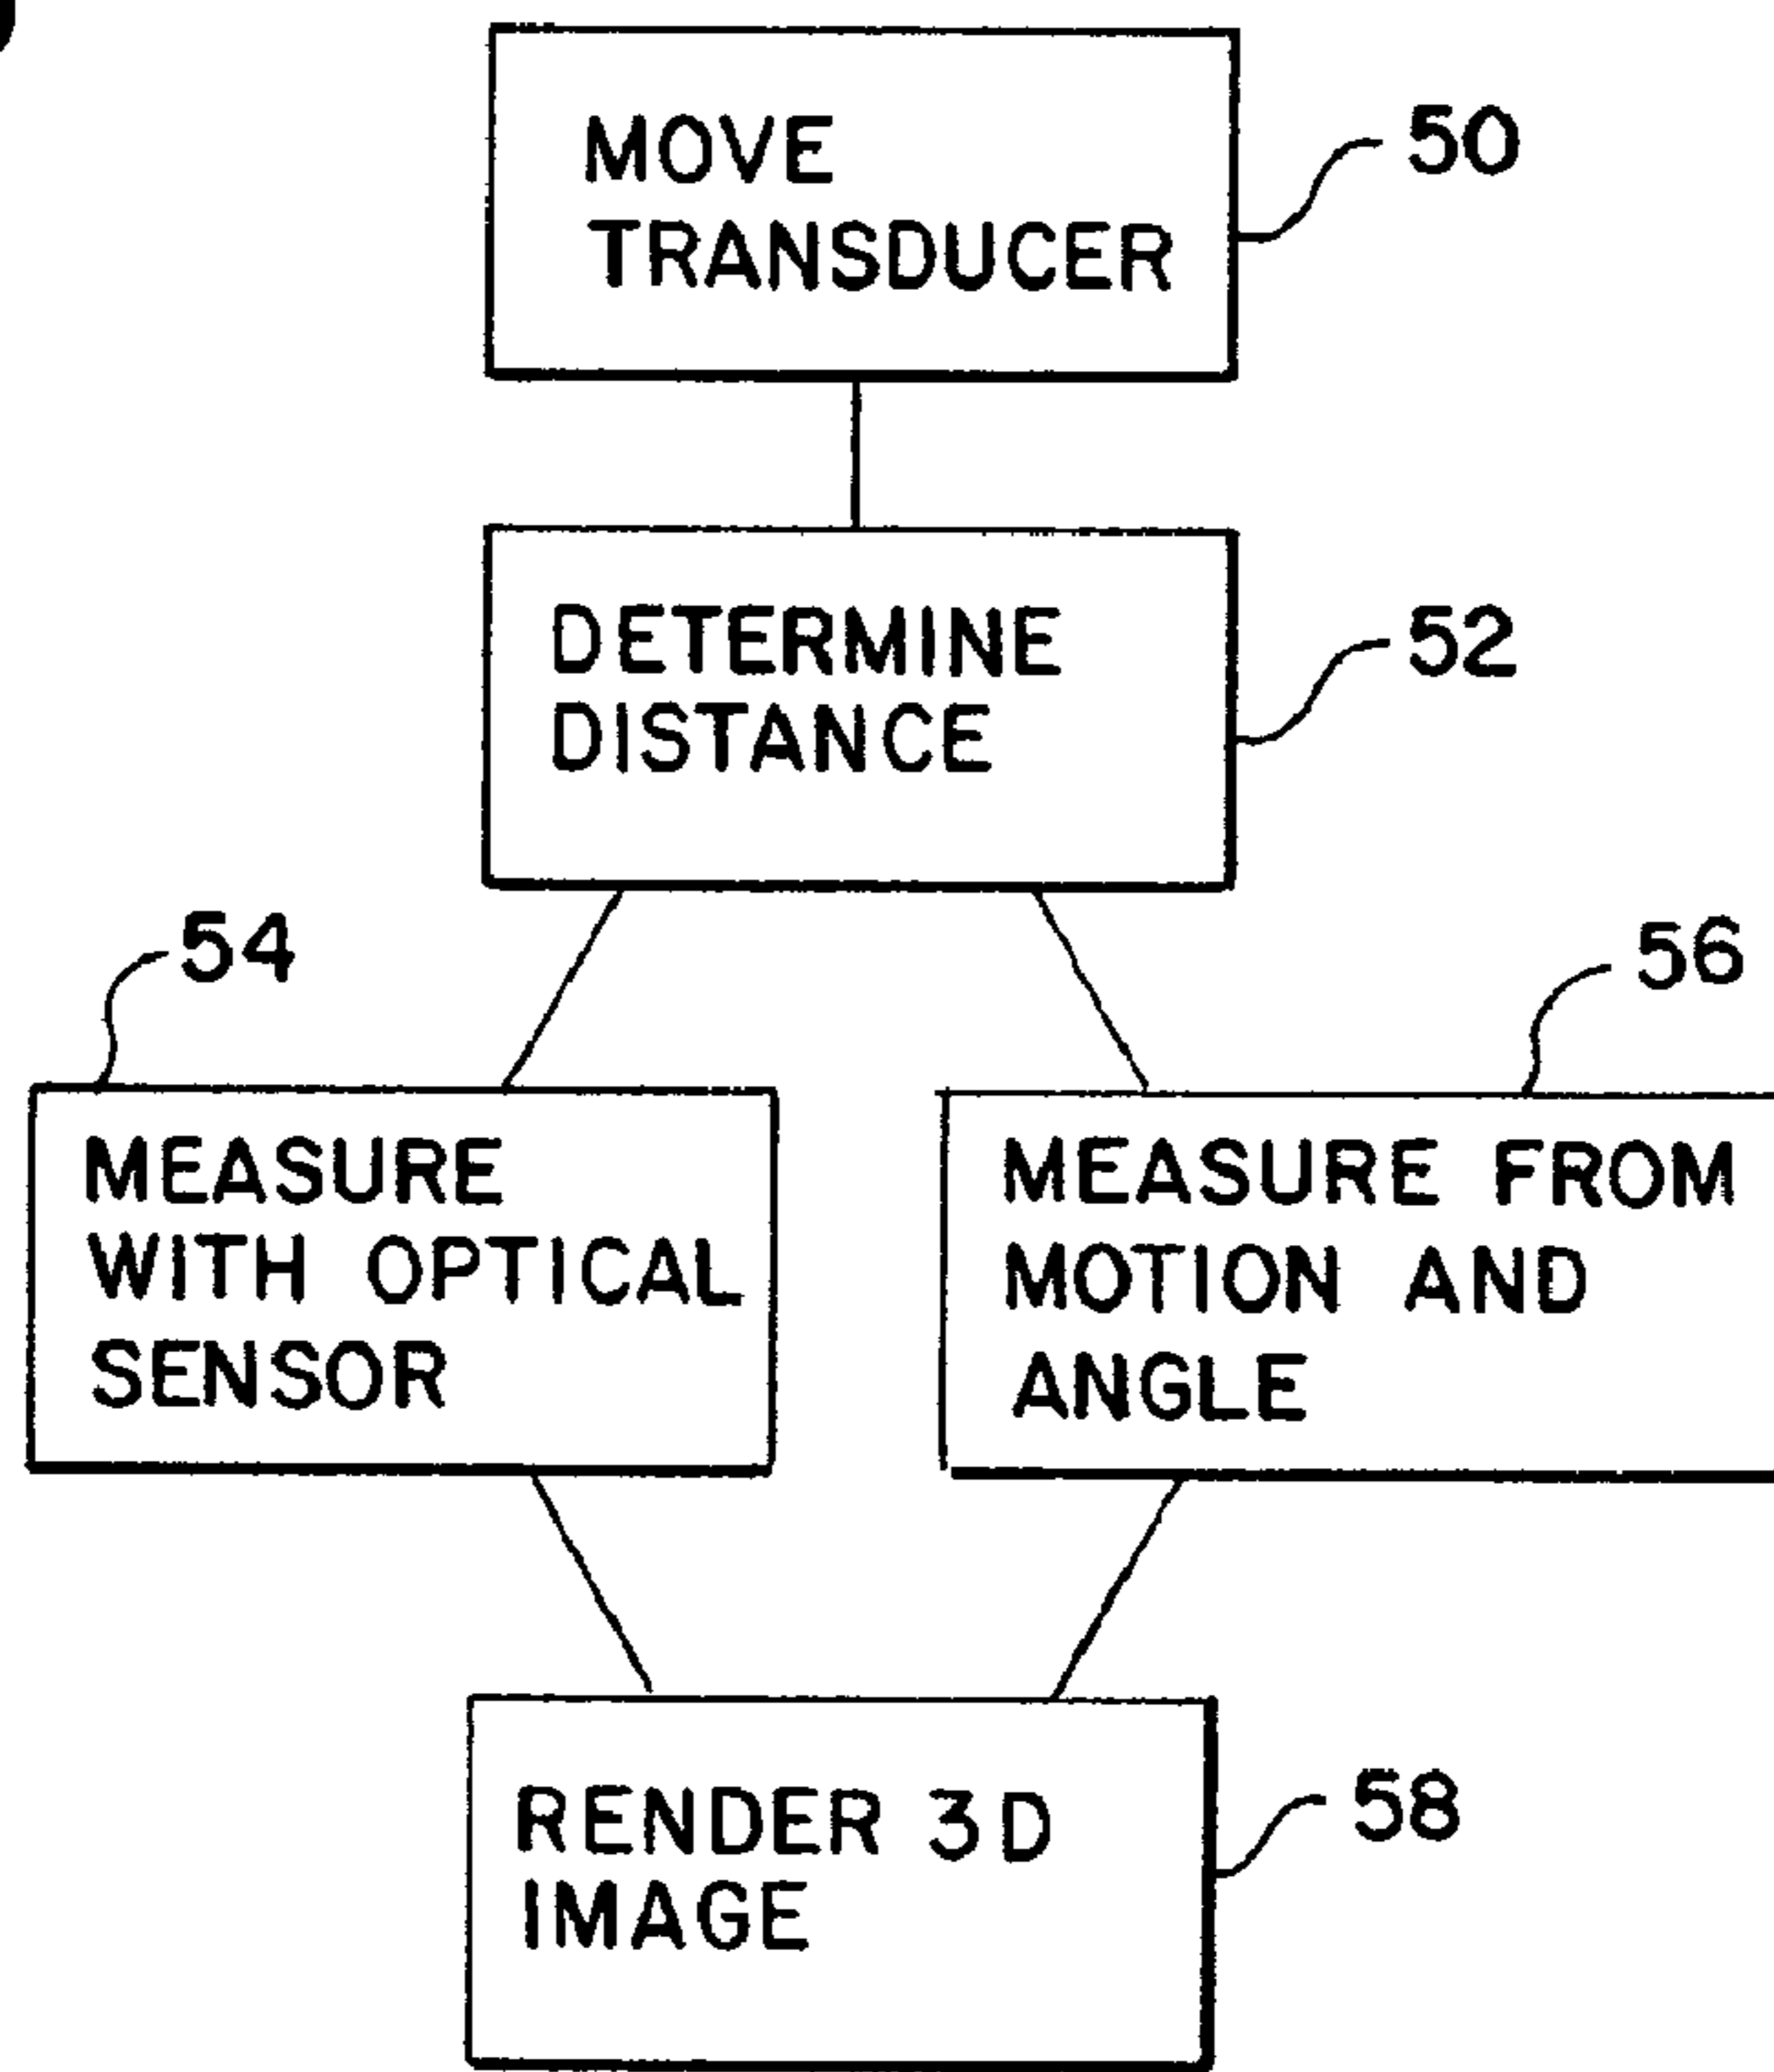 MOVE
TRANSDUCER
50
DETERMINE
DISTANCE
52
54
56
MEASURE
WITH OPTICAL
SENSOR
MEASURE FROM
MOTION AND
ANGLE
RENDER 3D
IMAGE
58